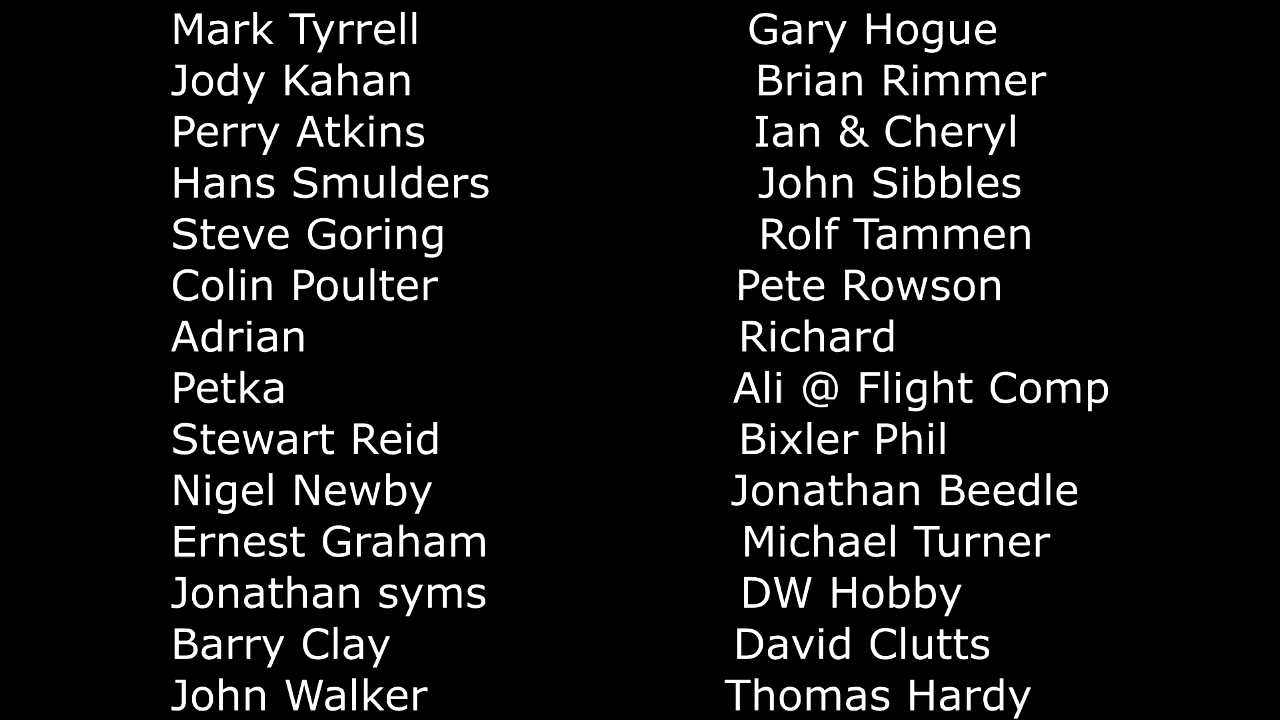 Mark Tyrrell Gary Hogue
Jody Kahan Brian Rimmer
Perry Atkins Ian & Cheryl
Hans Smulders John Sibbles
Steve Goring Rolf Tammen
Colin Poulter Pete Rowson
Adrian Richard
Petka Ali @ Flight Comp
Stewart Reid Bixler Phil
Nigel Newby Jonathan Beedle
Ernest Graham Michael Turner
Jonathan syms DW Hobby
Barry Clay David Clutts
John Walker Thomas Hardy